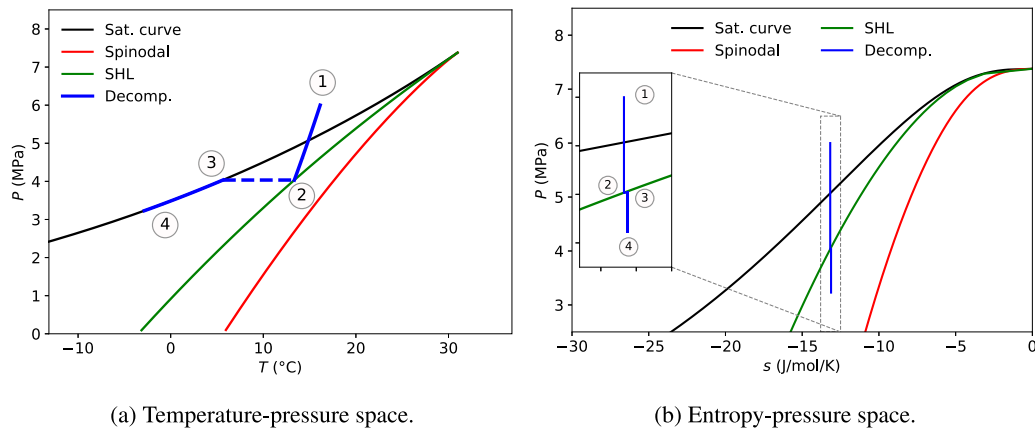 Sat. curve
Spinodal
SHL
Decomp.
1
2
3
4
8
7
6
5
4
3
2
1
0
P (MPa)
−10 0 10 20 30
T (°C)
(a) Temperature-pressure space.
Sat. curve SHL
Spinodal Decomp.
1
2
3
4
8
7
6
5
4
3
P (MPa)
−30 −25 −20 −15 −10 −5 0
s (J/mol/K)
(b) Entropy-pressure space.